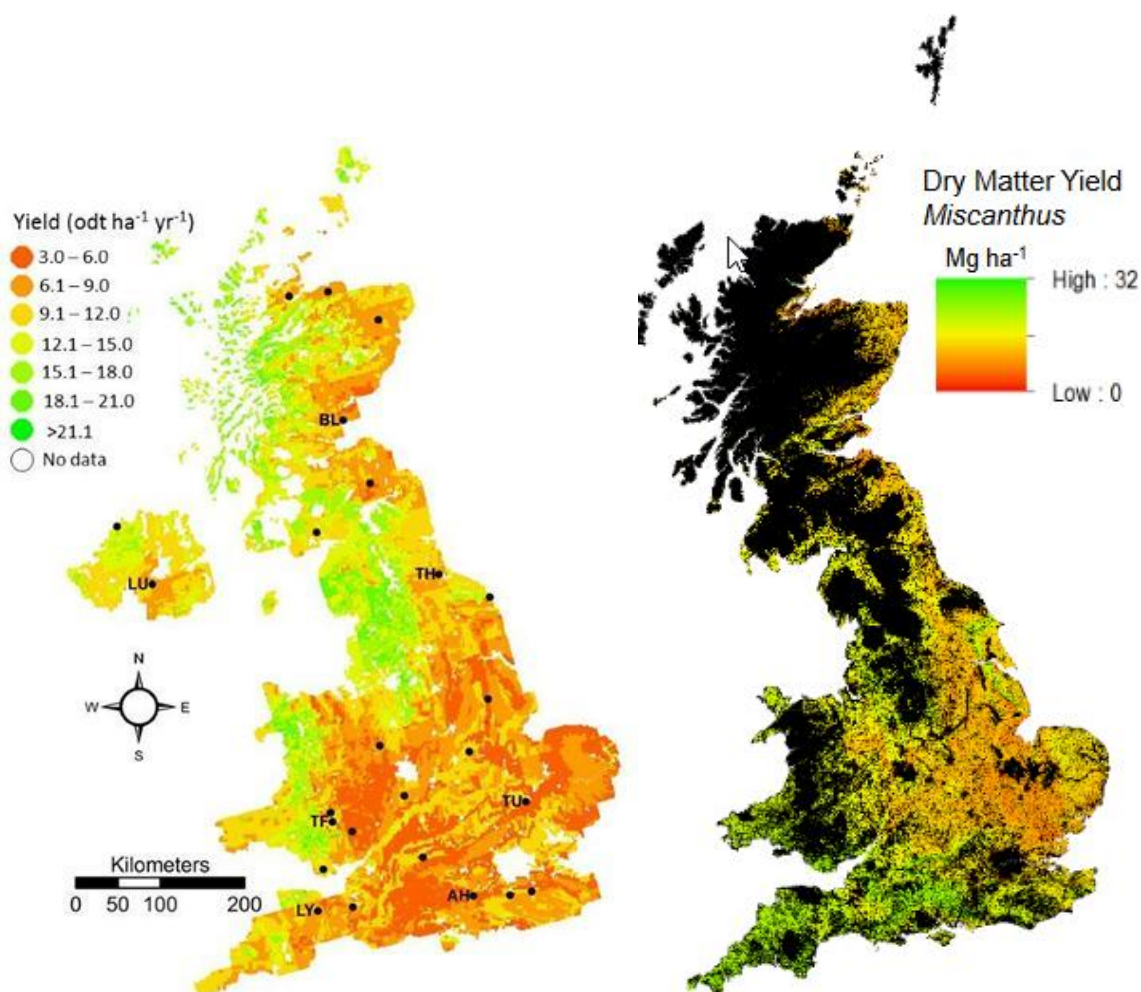 Yield (odt ha⁻¹ yr⁻¹)
3.0 – 6.0
6.1 – 9.0
9.1 – 12.0
12.1 – 15.0
15.1 – 18.0
18.1 – 21.0
>21.1
No data
BL
LU
TH
N
W E
S
TF
TU
LY
AH
Kilometers
0 50 100 200
Dry Matter Yield
Miscanthus
Mg ha⁻¹
High : 32
Low : 0